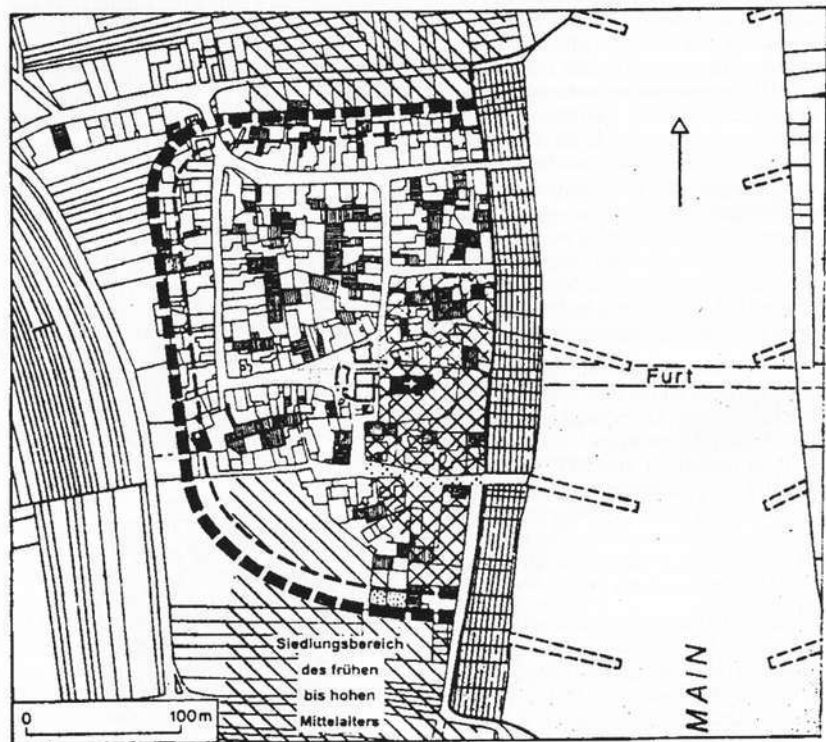 Furt
Siedlungsbereich
des frühen
bis hohen
Mittelalters
0 100 m
MAIN